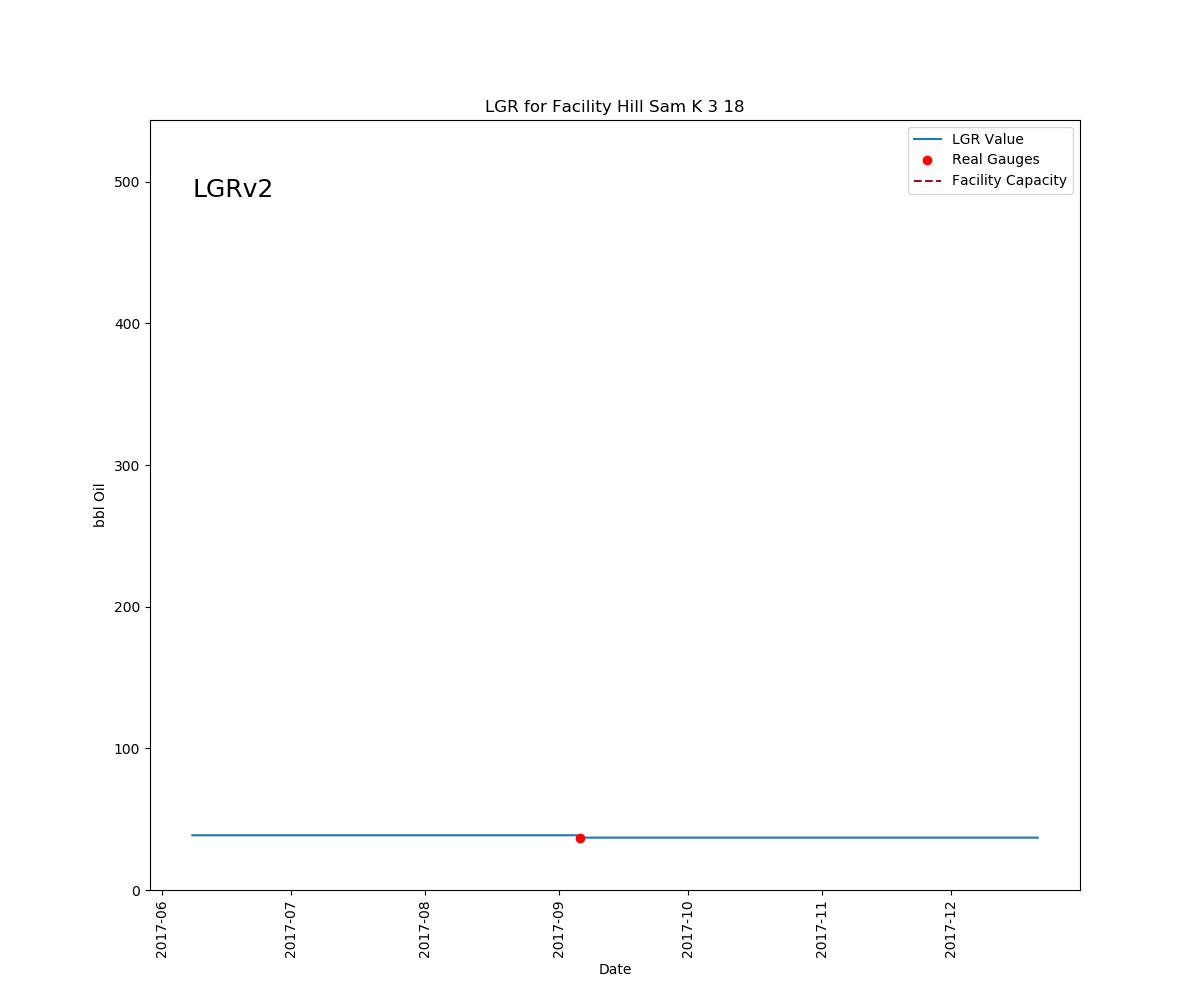 LGR for Facility Hill Sam K 3 18
LGR Value
Real Gauges
Facility Capacity
LGRv2
500
400
300
200
100
0
bbl Oil
2017-06
2017-07
2017-08
2017-09
2017-10
2017-11
2017-12
Date